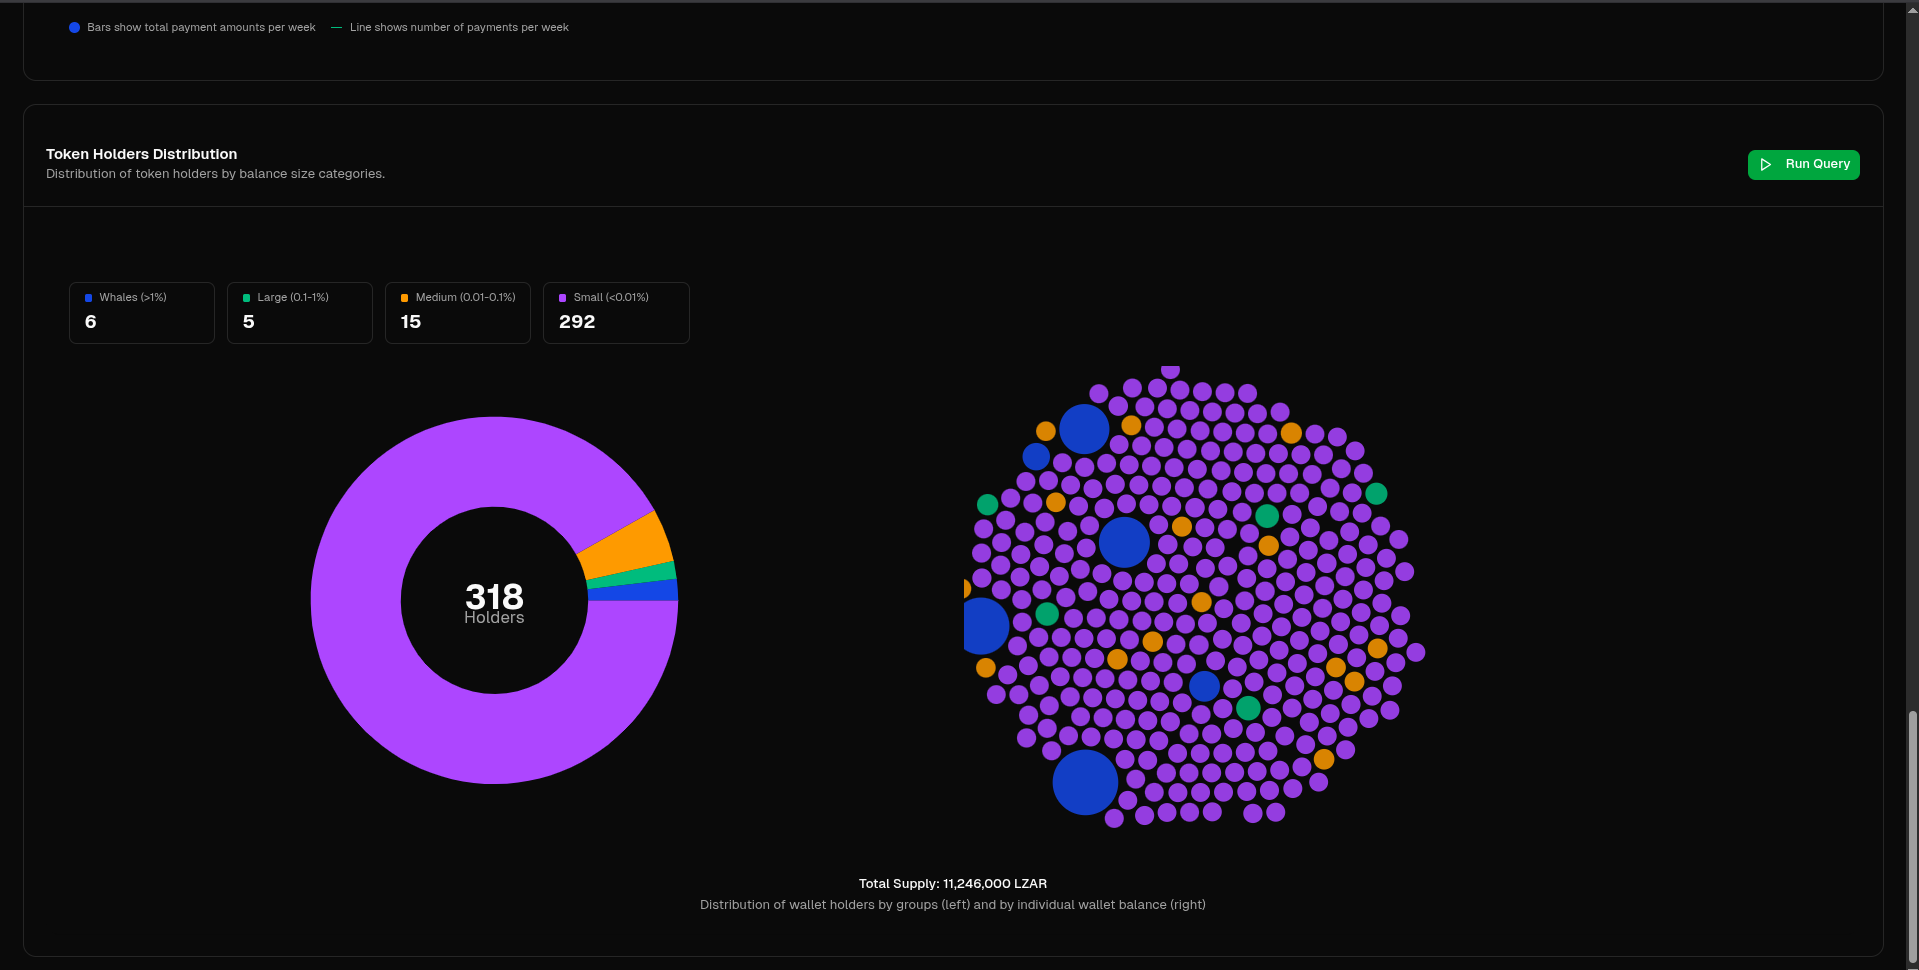 Bars show total payment amounts per week — Line shows number of payments per week
Token Holders Distribution
Distribution of token holders by balance size categories.
Run Query
Whales (>1%)
6
Large (0.1-1%)
5
Medium (0.01-0.1%)
15
Small (<0.01%)
292
318
Holders
Total Supply: 11,246,000 LZAR
Distribution of wallet holders by groups (left) and by individual wallet balance (right)